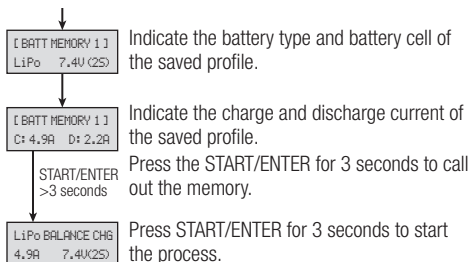 [ BATT MEMORY 1 ]
LiPo 7.4V (2S)
Indicate the battery type and battery cell of
the saved profile.
[ BATT MEMORY 1 ]
C: 4.9A D: 2.2A
Indicate the charge and discharge current of
the saved profile.
START/ENTER
>3 seconds
Press the START/ENTER for 3 seconds to call
out the memory.
LiPo BALANCE CHG
4.9A 7.4V(2S)
Press START/ENTER for 3 seconds to start
the process.